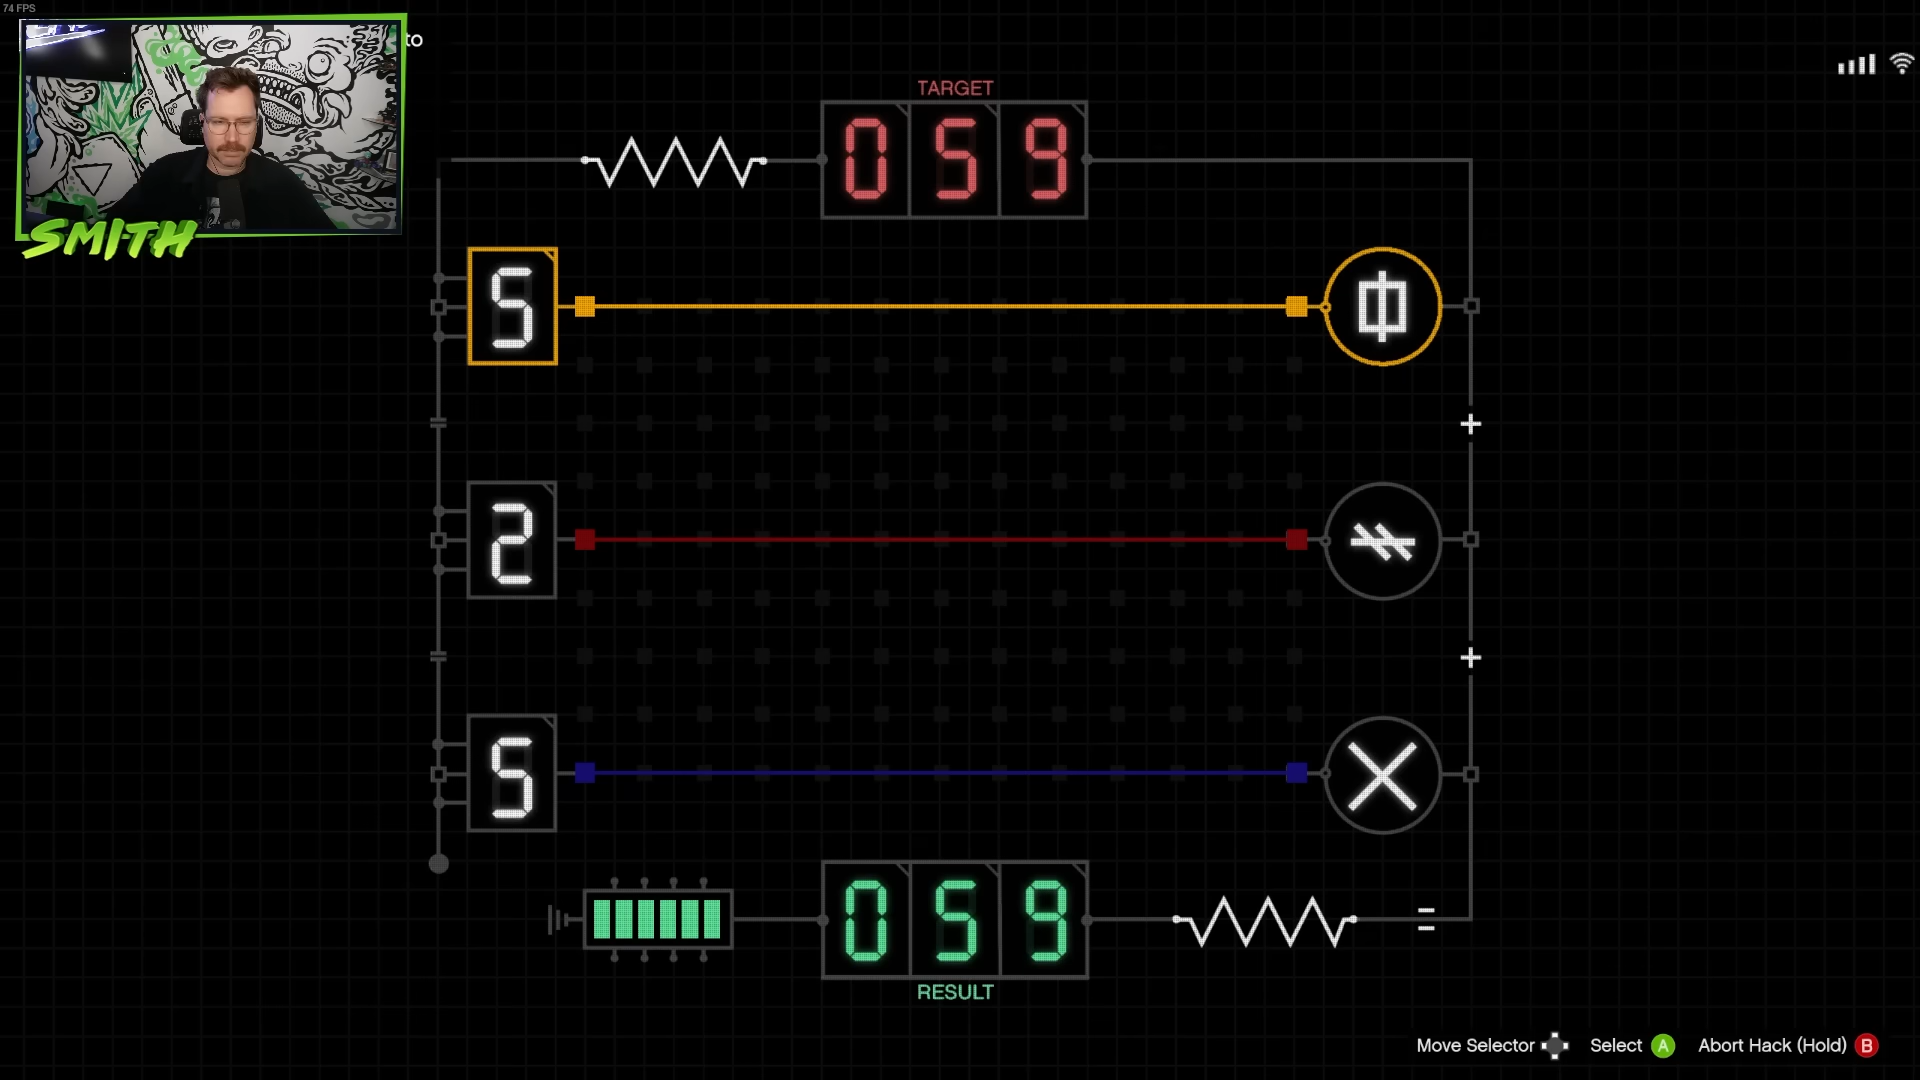 74 FPS
to
SMITH
TARGET
059
5
2
5
+
+
059
=
RESULT
Move Selector Select A Abort Hack (Hold) B